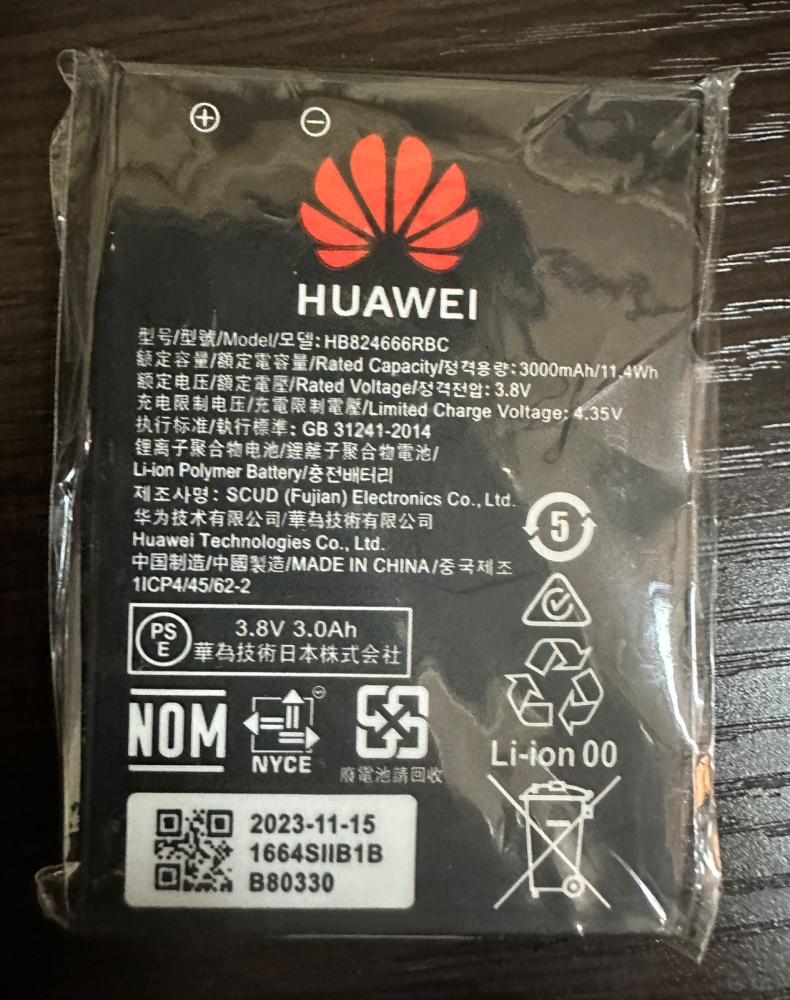 HUAWEI
型号/型號/Model/모델: HB824666RBC
额定容量/額定電容量/Rated Capacity/정격용량: 3000mAh/11.4Wh
额定电压/額定電壓/Rated Voltage/정격전압: 3.8V
充电限制电压/充電限制電壓/Limited Charge Voltage: 4.35V
执行标准/執行標準: GB 31241-2014
锂离子聚合物电池/鋰離子聚合物電池/
Li-ion Polymer Battery/충전배터리
제조사명: SCUD (Fujian) Electronics Co., Ltd.
华为技术有限公司/華為技術有限公司
Huawei Technologies Co., Ltd.
中国制造/中國製造/MADE IN CHINA/중국제조
1ICP4/45/62-2
5
PS
E
3.8V 3.0Ah
華為技術日本株式会社
NOM
NYCE
廢電池請回收
Li-ion 00
2023-11-15
1664SIIB1B
B80330